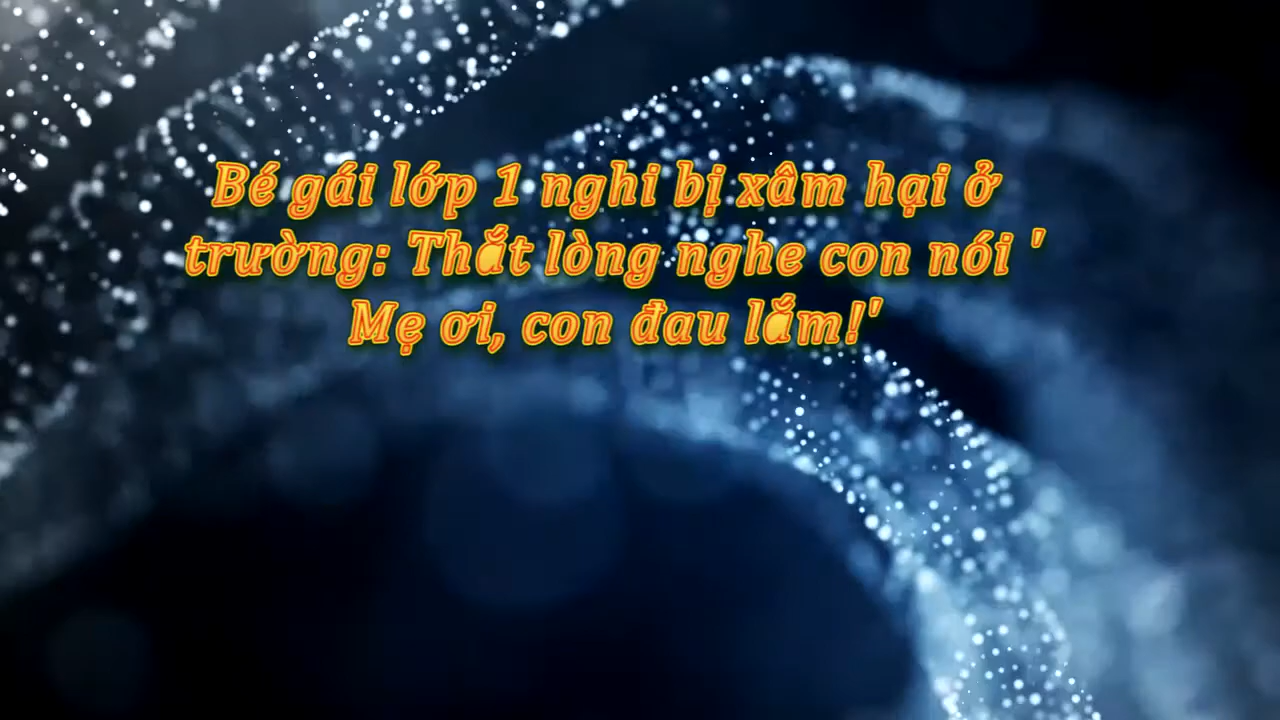 Bé gái lớp 1 nghi bị xâm hại ở
trường: Thắt lòng nghe con nói '
Mẹ ơi, con đau lắm!'